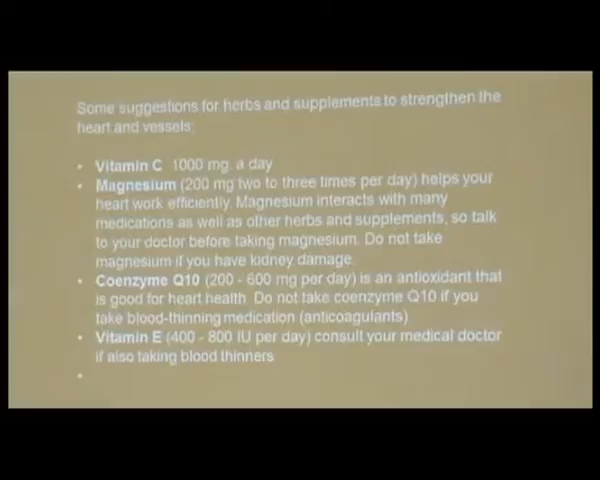 Some suggestions for herbs and supplements to strengthen the
heart and vessels:
• Vitamin C 1000 mg. a day
• Magnesium (200 mg two to three times per day) helps your
heart work efficiently. Magnesium interacts with many
medications as well as other herbs and supplements, so talk
to your doctor before taking magnesium. Do not take
magnesium if you have kidney damage.
• Coenzyme Q10 (200 - 600 mg per day) is an antioxidant that
is good for heart health. Do not take coenzyme Q10 if you
take blood-thinning medication (anticoagulants)
• Vitamin E (400 - 800 IU per day) consult your medical doctor
if also taking blood thinners
•